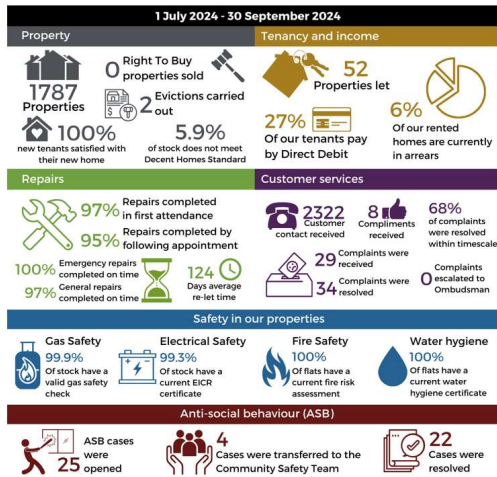 1 July 2024 - 30 September 2024
Property
1787
Properties
0
Right To Buy
properties sold
2
Evictions carried
out
100%
new tenants satisfied with
their new home
5.9%
of stock does not meet
Decent Homes Standard
Tenancy and income
52
Properties let
27%
Of our tenants pay
by Direct Debit
6%
Of our rented
homes are currently
in arrears
Repairs
97%
Repairs completed
in first attendance
95%
Repairs completed by
following appointment
100%
Emergency repairs
completed on time
97%
General repairs
completed on time
124
Days average
re-let time
Customer services
2322
Customer
contact received
8
Compliments
received
68%
of complaints
were resolved
within timescale
29
Complaints were
received
34
Complaints were
resolved
0
Complaints
escalated to
Ombudsman
Safety in our properties
Gas Safety
99.9%
Of stock have a
valid gas safety
check
Electrical Safety
99.3%
Of stock have a
current EICR
certificate
Fire Safety
100%
Of flats have a
current fire risk
assessment
Water hygiene
100%
Of flats have a
current water
hygiene certificate
Anti-social behaviour (ASB)
ASB cases
were
25 opened
4
Cases were transferred to the
Community Safety Team
22
Cases were
resolved